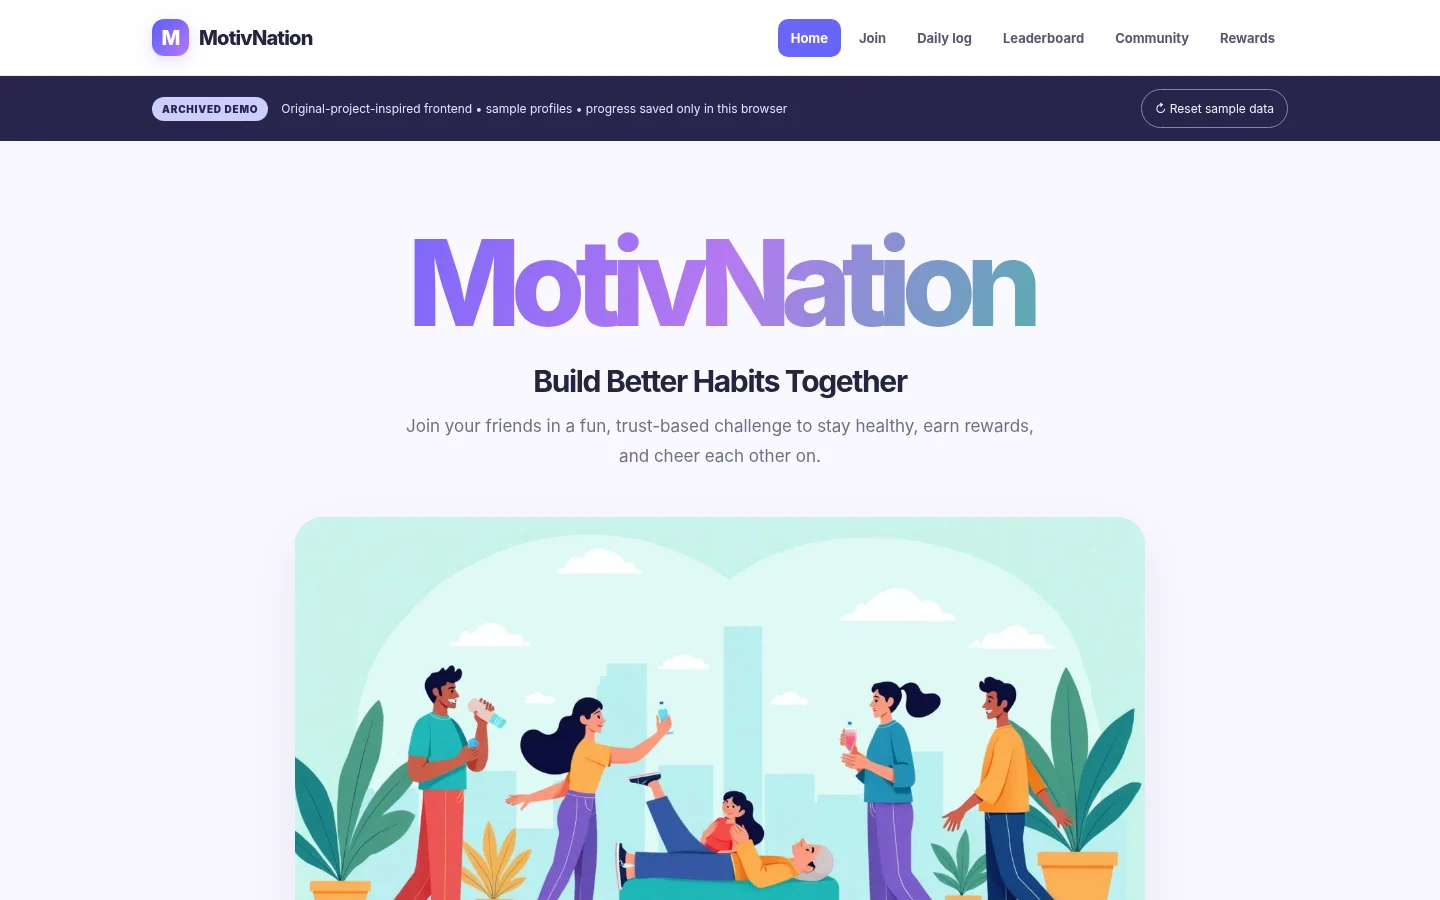 M MotivNation
Home Join Daily log Leaderboard Community Rewards
ARCHIVED DEMO Original-project-inspired frontend • sample profiles • progress saved only in this browser ↻ Reset sample data
MotivNation
Build Better Habits Together
Join your friends in a fun, trust-based challenge to stay healthy, earn rewards,
and cheer each other on.